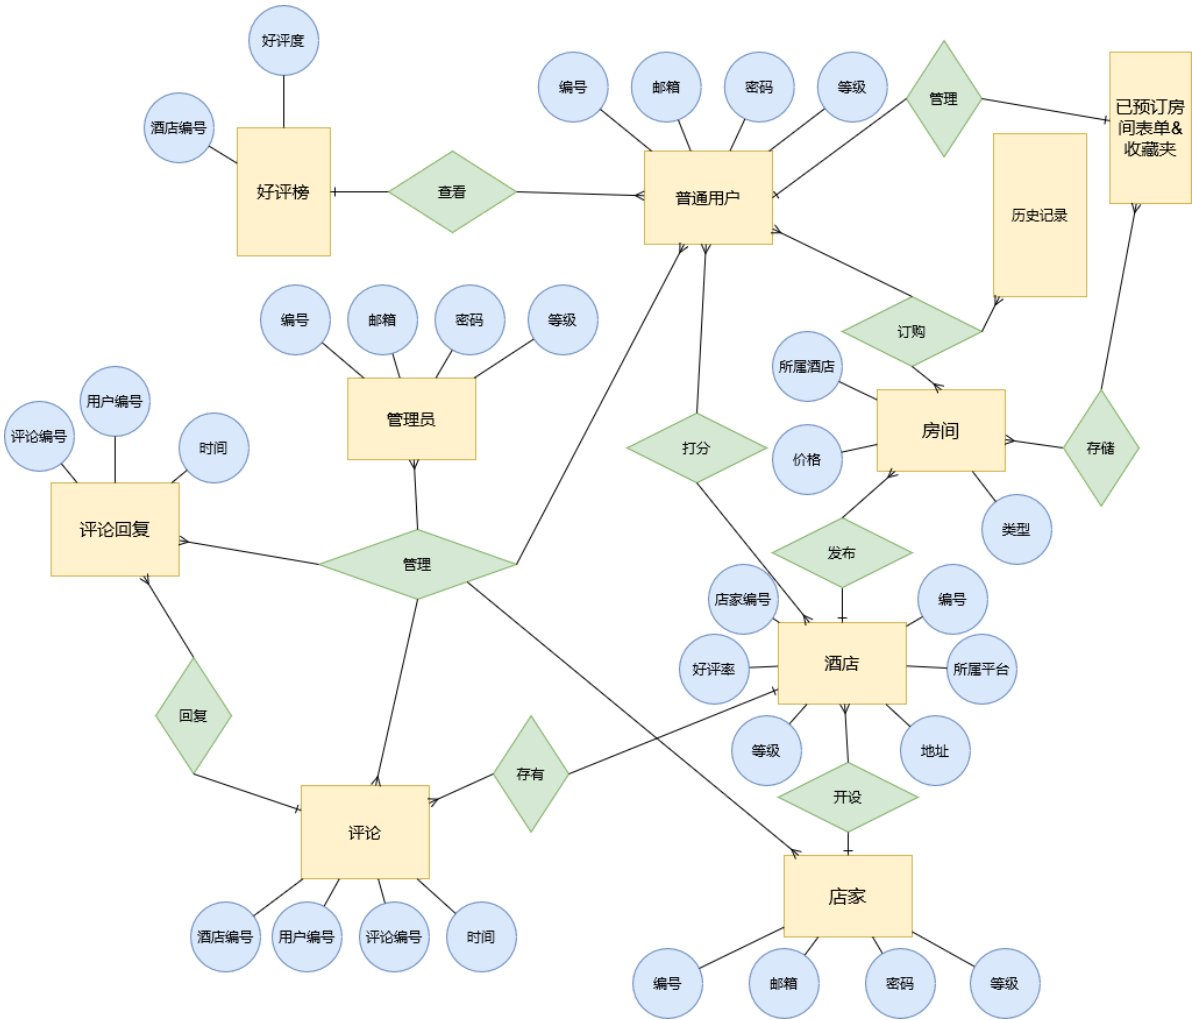 好评度
编号
邮箱
密码
等级
管理
已预订房
间表单&
收藏夹
酒店编号
好评榜
查看
普通用户
历史记录
编号
邮箱
密码
等级
订购
所属酒店
用户编号
评论编号
时间
管理员
打分
房间
价格
存储
类型
评论回复
管理
发布
店家编号
编号
好评率
酒店
所属平台
回复
等级
地址
存有
开设
评论
店家
酒店编号
用户编号
评论编号
时间
编号
邮箱
密码
等级